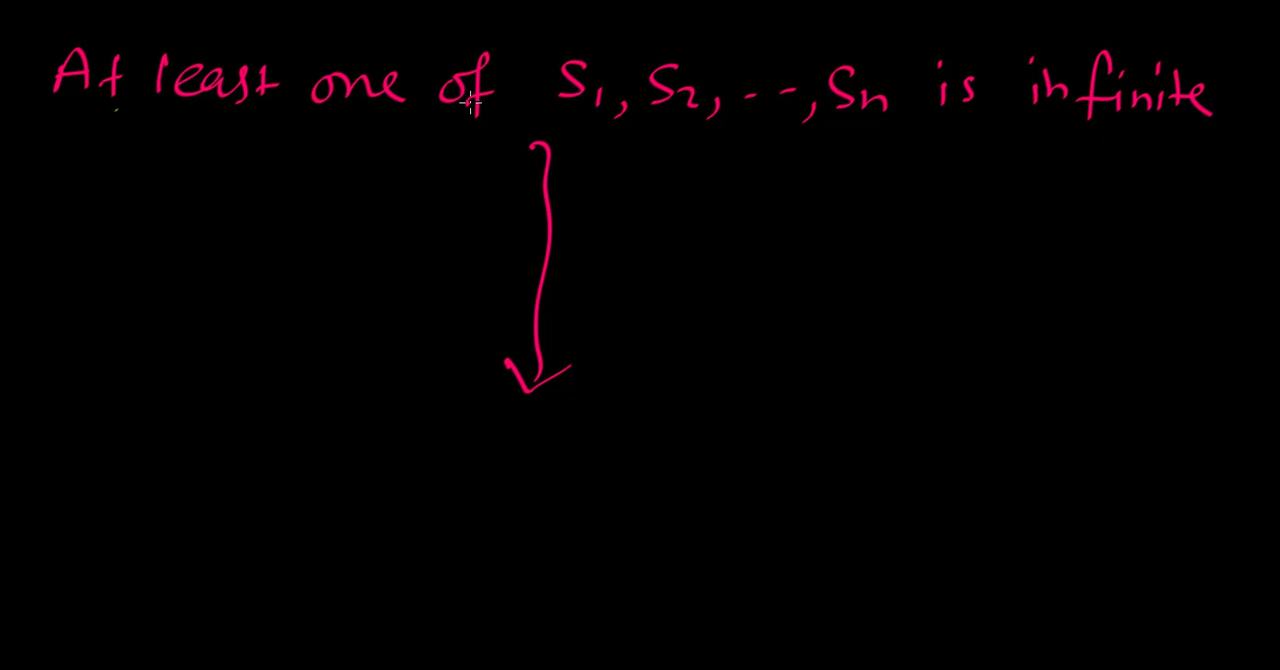 At least one of S1, S2, ---, Sn is infinite